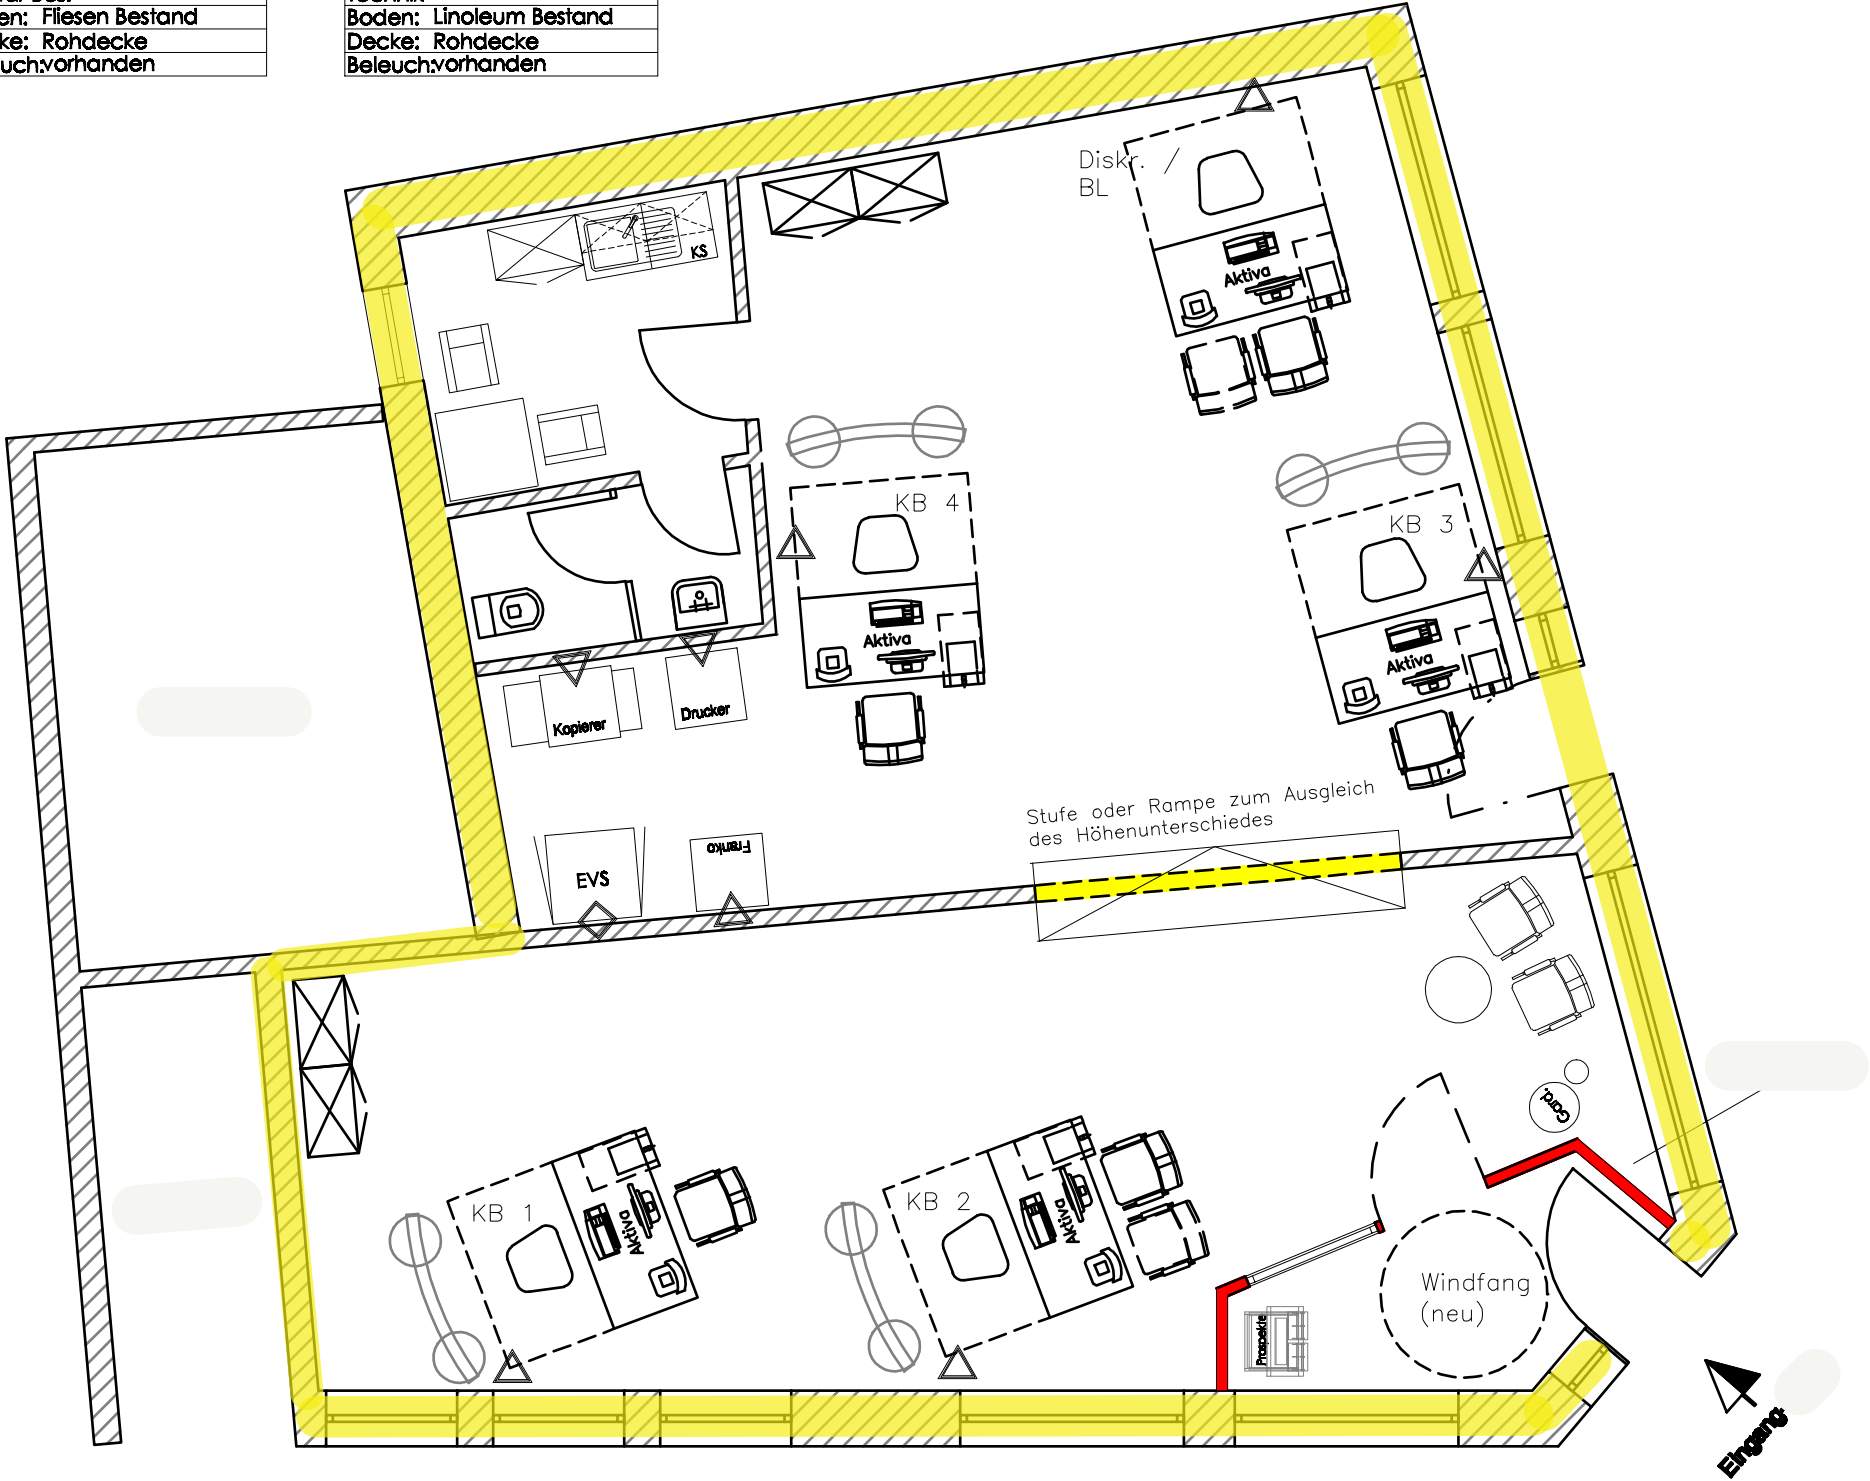 en: Fliesen Bestand
ke: Rohdecke
uch:vorhanden
Boden: Linoleum Bestand
Decke: Rohdecke
Beleuch:vorhanden
Diskr. /
BL
KS
Aktiva
KB 4
KB 3
Aktiva
Aktiva
Kopierer
Drucker
Stufe oder Rampe zum Ausgleich
des Höhenunterschiedes
Franko
EVS
Gard.
KB 1
KB 2
Aktiva
Aktiva
Windfang
(neu)
Prospekte
Eingang